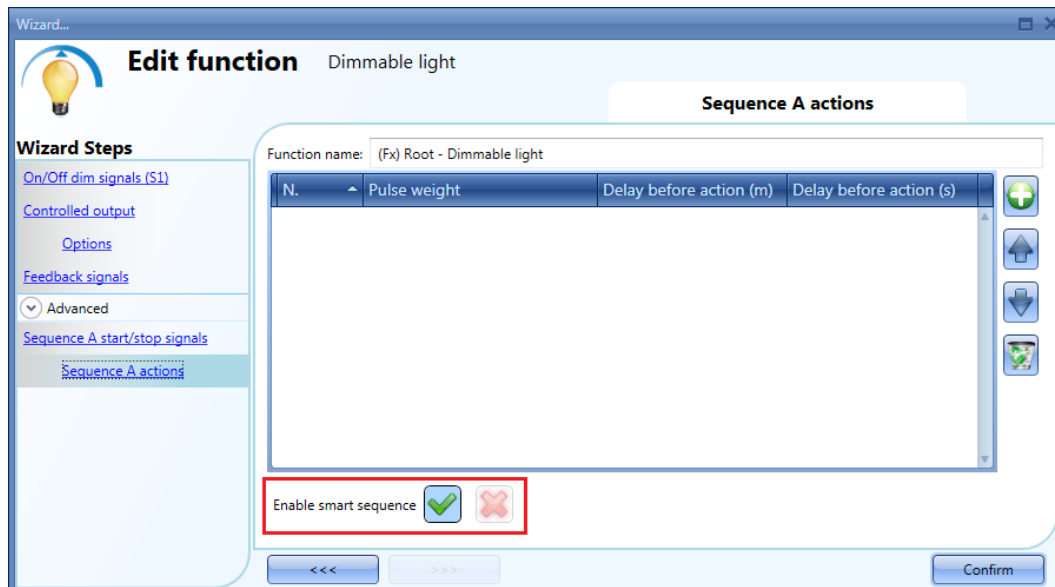 Wizard...
Edit function Dimmable light
Sequence A actions
Wizard Steps
On/Off dim signals (S1)
Controlled output
Options
Feedback signals
Advanced
Sequence A start/stop signals
Sequence A actions
Function name: (Fx) Root - Dimmable light
N. Pulse weight Delay before action (m) Delay before action (s)
Enable smart sequence
<<< >>> Confirm